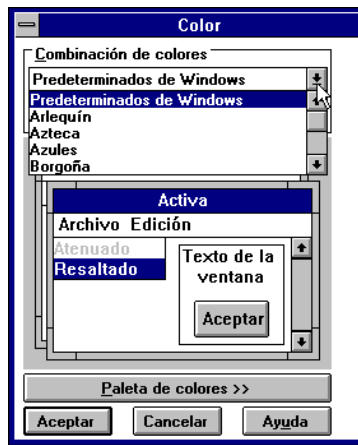 Color
Combinación de colores
Predeterminados de Windows
Predeterminados de Windows
Arlequín
Azteca
Azules
Borgoña
Activa
Archivo Edición
Atenuado
Resaltado
Texto de la
ventana
Aceptar
Paleta de colores >>
Aceptar Cancelar Ayuda